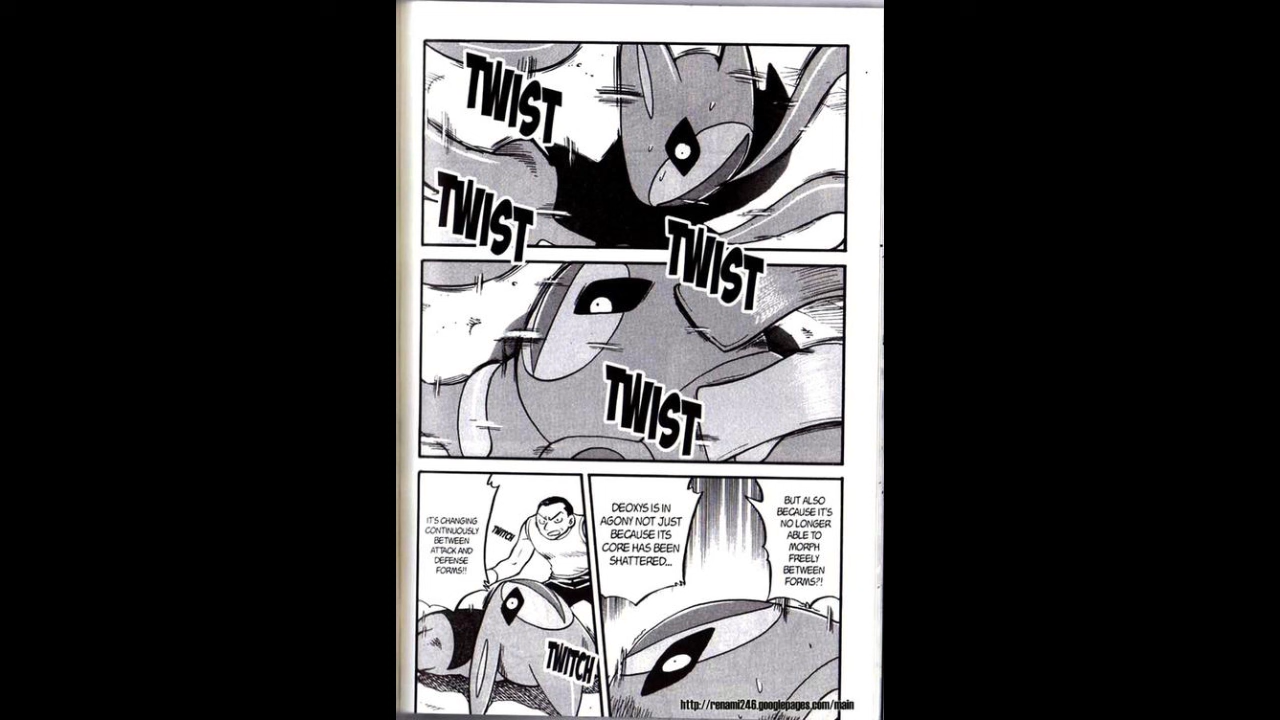 TWIST
TWIST
TWIST
TWIST
IT'S CHANGING
CONTINUOUSLY
BETWEEN
ATTACK AND
DEFENSE
FORMS!!
TWITCH
TWITCH
DEOXYS IS IN
AGONY NOT JUST
BECAUSE ITS
CORE HAS BEEN
SHATTERED...
BUT ALSO
BECAUSE IT'S
NO LONGER
ABLE TO
MORPH
FREELY
BETWEEN
FORMS?!
http://renami246.googlepages.com/main